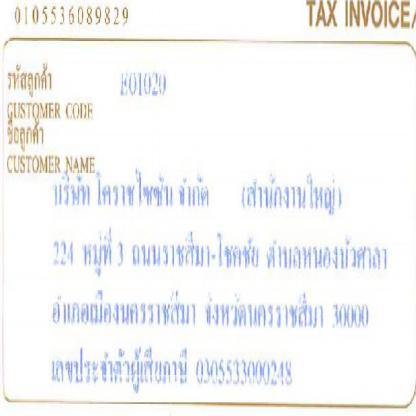 0105536089829 TAX INVOICE/
รหัสลูกค้า E01020
CUSTOMER CODE
ชื่อลูกค้า
CUSTOMER NAME
บริษัท โคราชไซซัน จำกัด (สำนักงานใหญ่)
224 หมู่ที่ 3 ถนนราชสีมา-โชคชัย ตำบลหนองบัวศาลา
อำเภอเมืองนครราชสีมา จังหวัดนครราชสีมา 30000
เลขประจำตัวผู้เสียภาษี 0305533000248